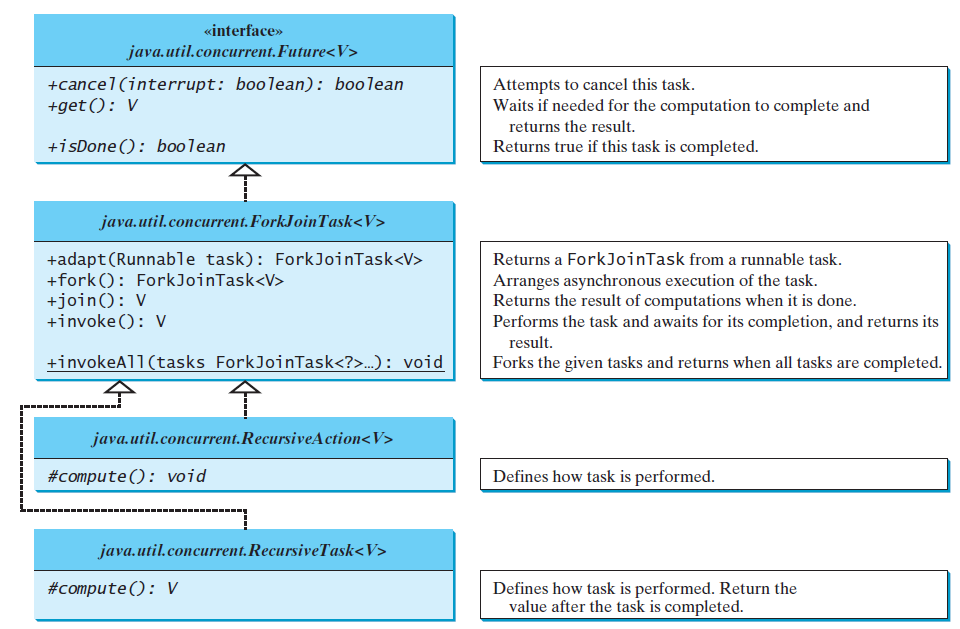 «interface»
java.util.concurrent.Future<V>
+cancel(interrupt: boolean): boolean
+get(): V
+isDone(): boolean
Attempts to cancel this task.
Waits if needed for the computation to complete and
returns the result.
Returns true if this task is completed.
java.util.concurrent.ForkJoinTask<V>
+adapt(Runnable task): ForkJoinTask<V>
+fork(): ForkJoinTask<V>
+join(): V
+invoke(): V
+invokeAll(tasks ForkJoinTask<?>…): void
Returns a ForkJoinTask from a runnable task.
Arranges asynchronous execution of the task.
Returns the result of computations when it is done.
Performs the task and awaits for its completion, and returns its
result.
Forks the given tasks and returns when all tasks are completed.
java.util.concurrent.RecursiveAction<V>
#compute(): void
Defines how task is performed.
java.util.concurrent.RecursiveTask<V>
#compute(): V
Defines how task is performed. Return the
value after the task is completed.